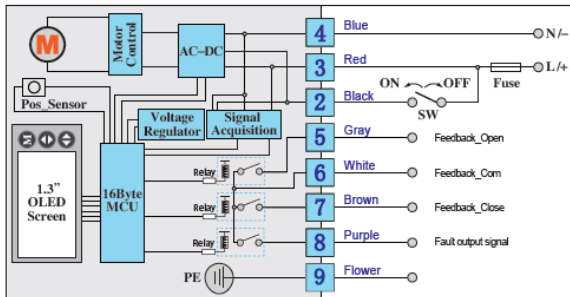 M
Motor
Control
AC-DC
Pos_Sensor
Voltage
Regulator
Signal
Acquisition
M
1.3"
OLED
Screen
16Byte
MCU
Relay
Relay
Relay
PE
4 Blue N/-
3 Red Fuse L/+
2 Black ON OFF SW
5 Gray Feedback_Open
6 White Feedback_Com
7 Brown Feedback_Close
8 Purple Fault output signal
9 Flower